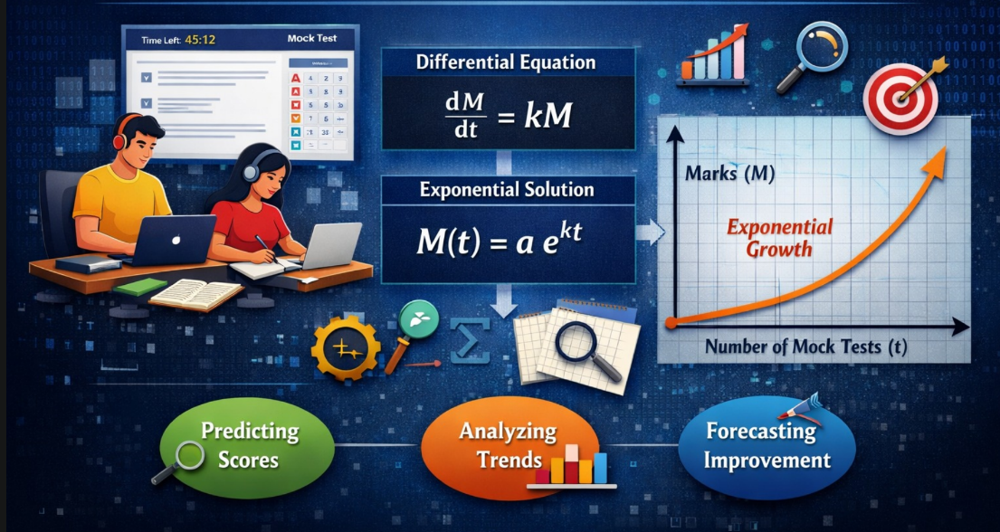 Time Left: 45:12
Mock Test
Differential Equation
dM
dt
= kM
Exponential Solution
M(t) = a e^kt
Marks (M)
Exponential
Growth
Number of Mock Tests (t)
Predicting
Scores
Analyzing
Trends
Forecasting
Improvement